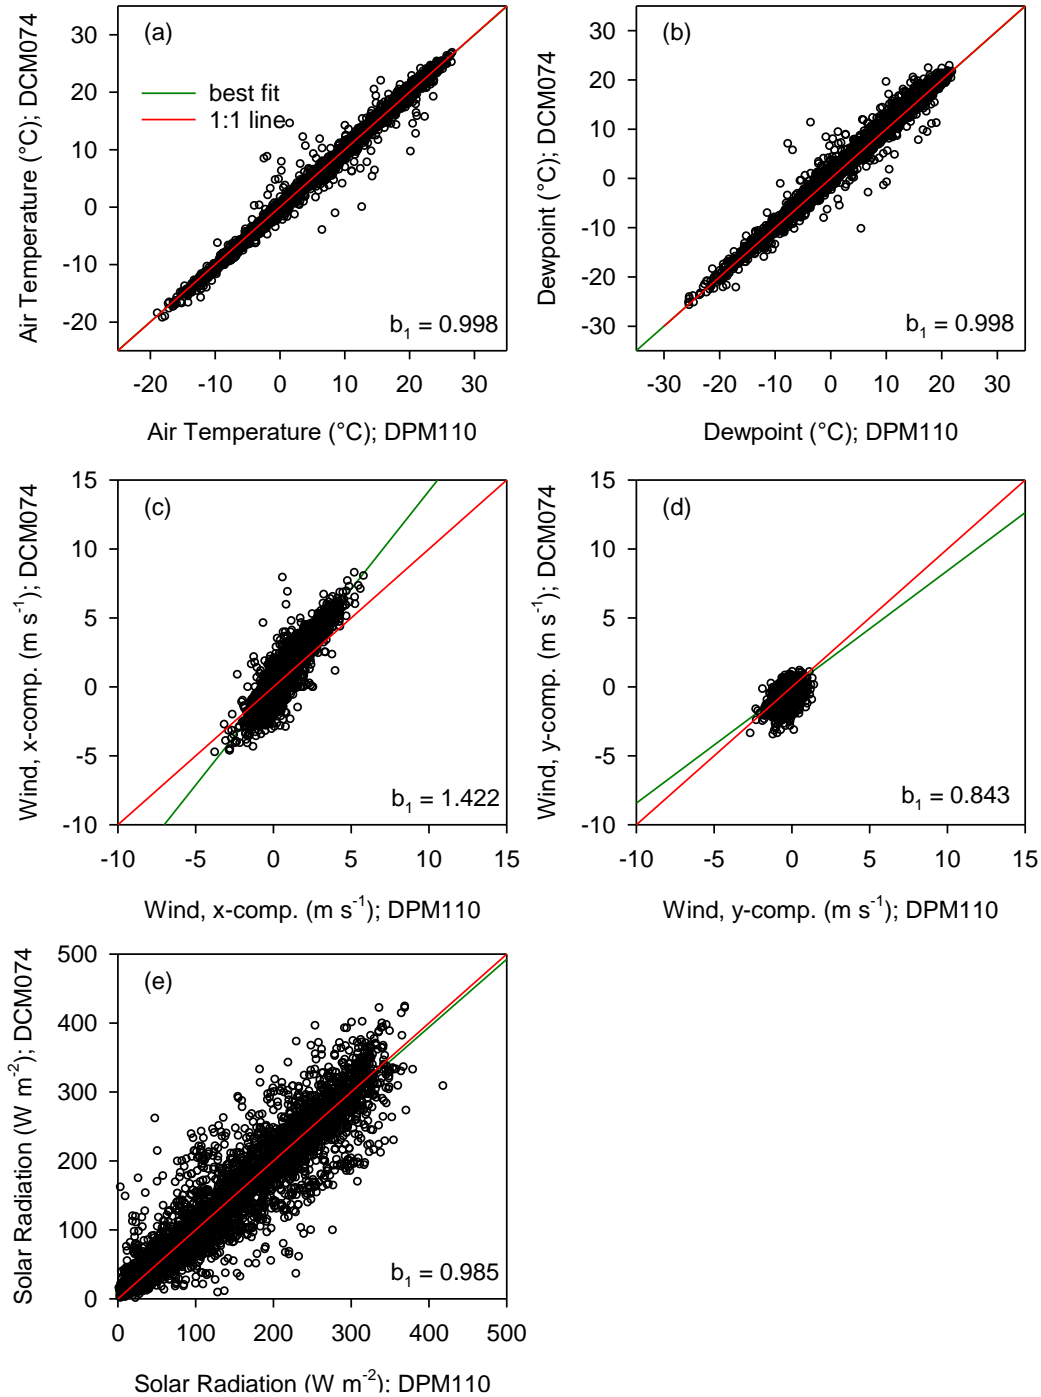 Air Temperature (°C); DCM074
(a)
best fit
1:1 line
b1 = 0.998
30
20
10
0
-10
-20
-20 -10 0 10 20 30
Air Temperature (°C); DPM110
Dewpoint (°C); DCM074
(b)
b1 = 0.998
30
20
10
0
-10
-20
-30
-30 -20 -10 0 10 20 30
Dewpoint (°C); DPM110
Wind, x-comp. (m s-1); DCM074
(c)
b1 = 1.422
15
10
5
0
-5
-10
-10 -5 0 5 10 15
Wind, x-comp. (m s-1); DPM110
Wind, y-comp. (m s-1); DCM074
(d)
b1 = 0.843
15
10
5
0
-5
-10
-10 -5 0 5 10 15
Wind, y-comp. (m s-1); DPM110
Solar Radiation (W m-2); DCM074
(e)
b1 = 0.985
500
400
300
200
100
0
0 100 200 300 400 500
Solar Radiation (W m-2); DPM110